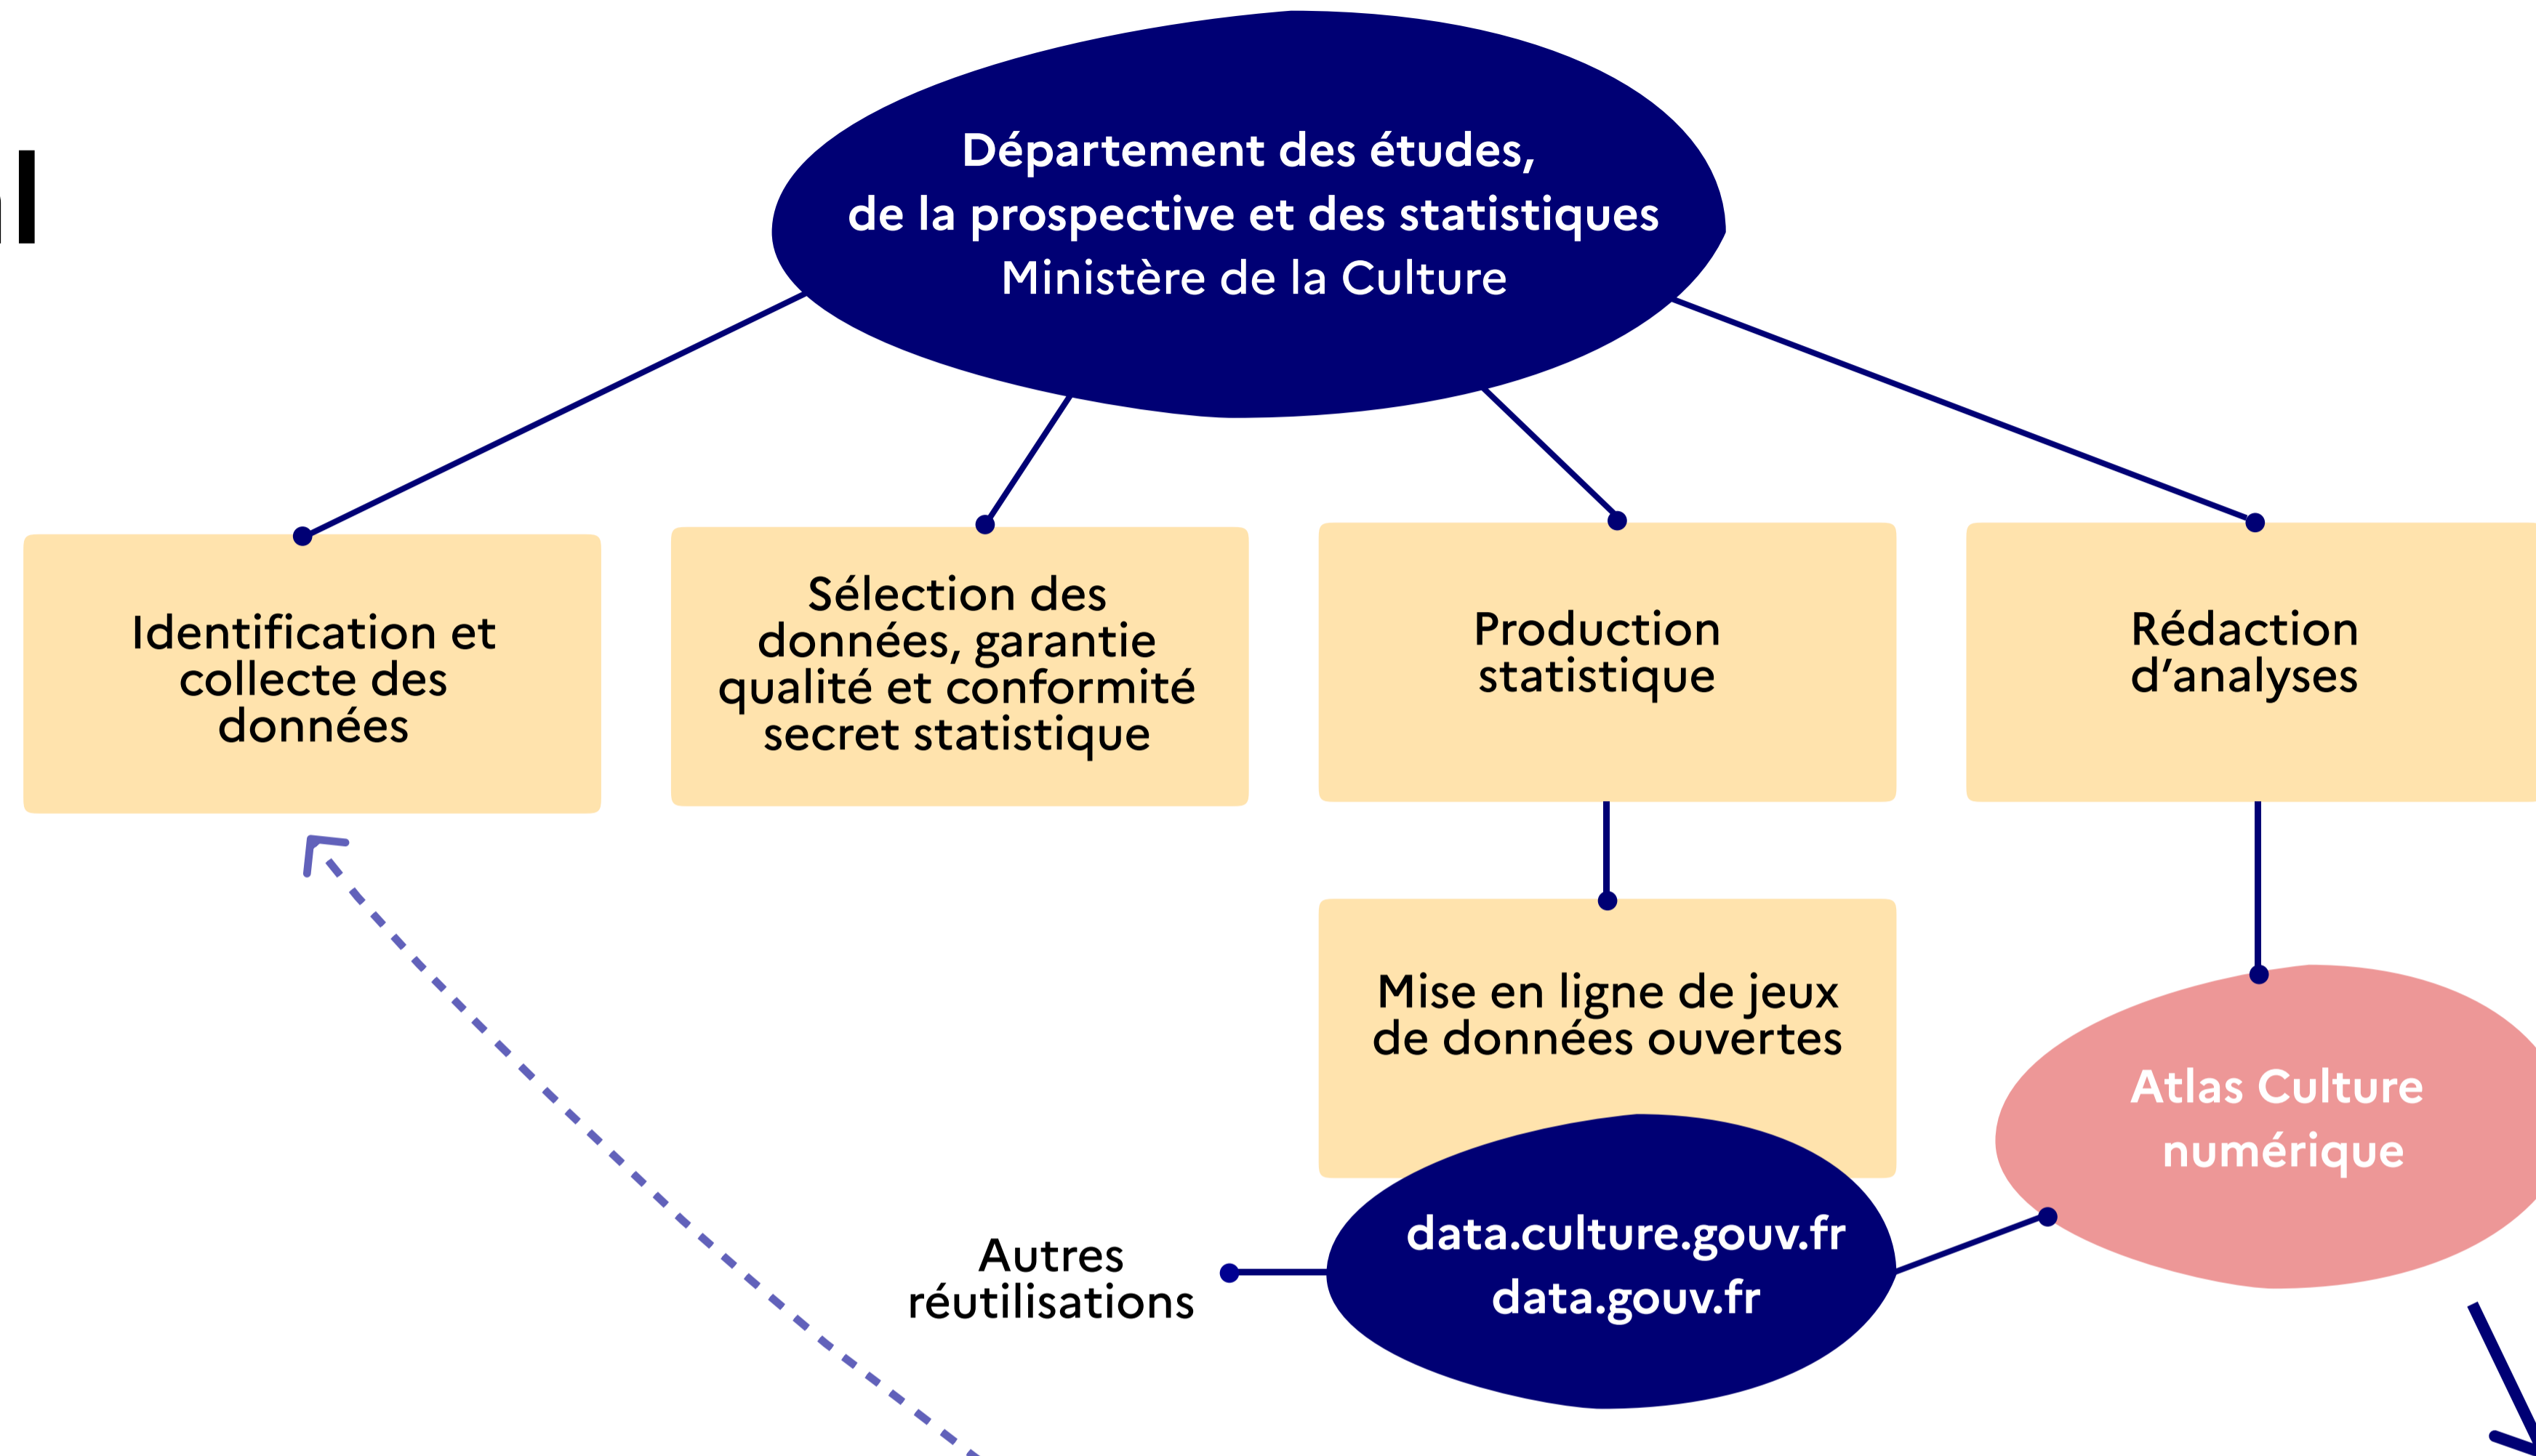 Département des études,
de la prospective et des statistiques
Ministère de la Culture
Identification et
collecte des
données
Sélection des
données, garantie
qualité et conformité
secret statistique
Production
statistique
Rédaction
d’analyses
Mise en ligne de jeux
de données ouvertes
Atlas Culture
numérique
Autres
réutilisations
data.culture.gouv.fr
data.gouv.fr